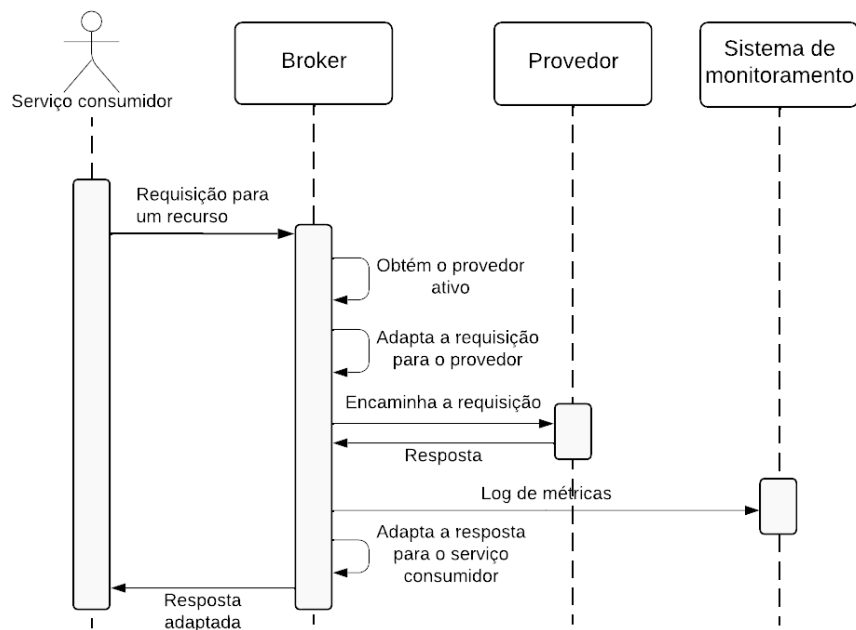 Serviço consumidor
Broker
Provedor
Sistema de
monitoramento
Requisição para
um recurso
Obtém o provedor
ativo
Adapta a requisição
para o provedor
Encaminha a requisição
Resposta
Log de métricas
Adapta a resposta
para o serviço
consumidor
Resposta
adaptada